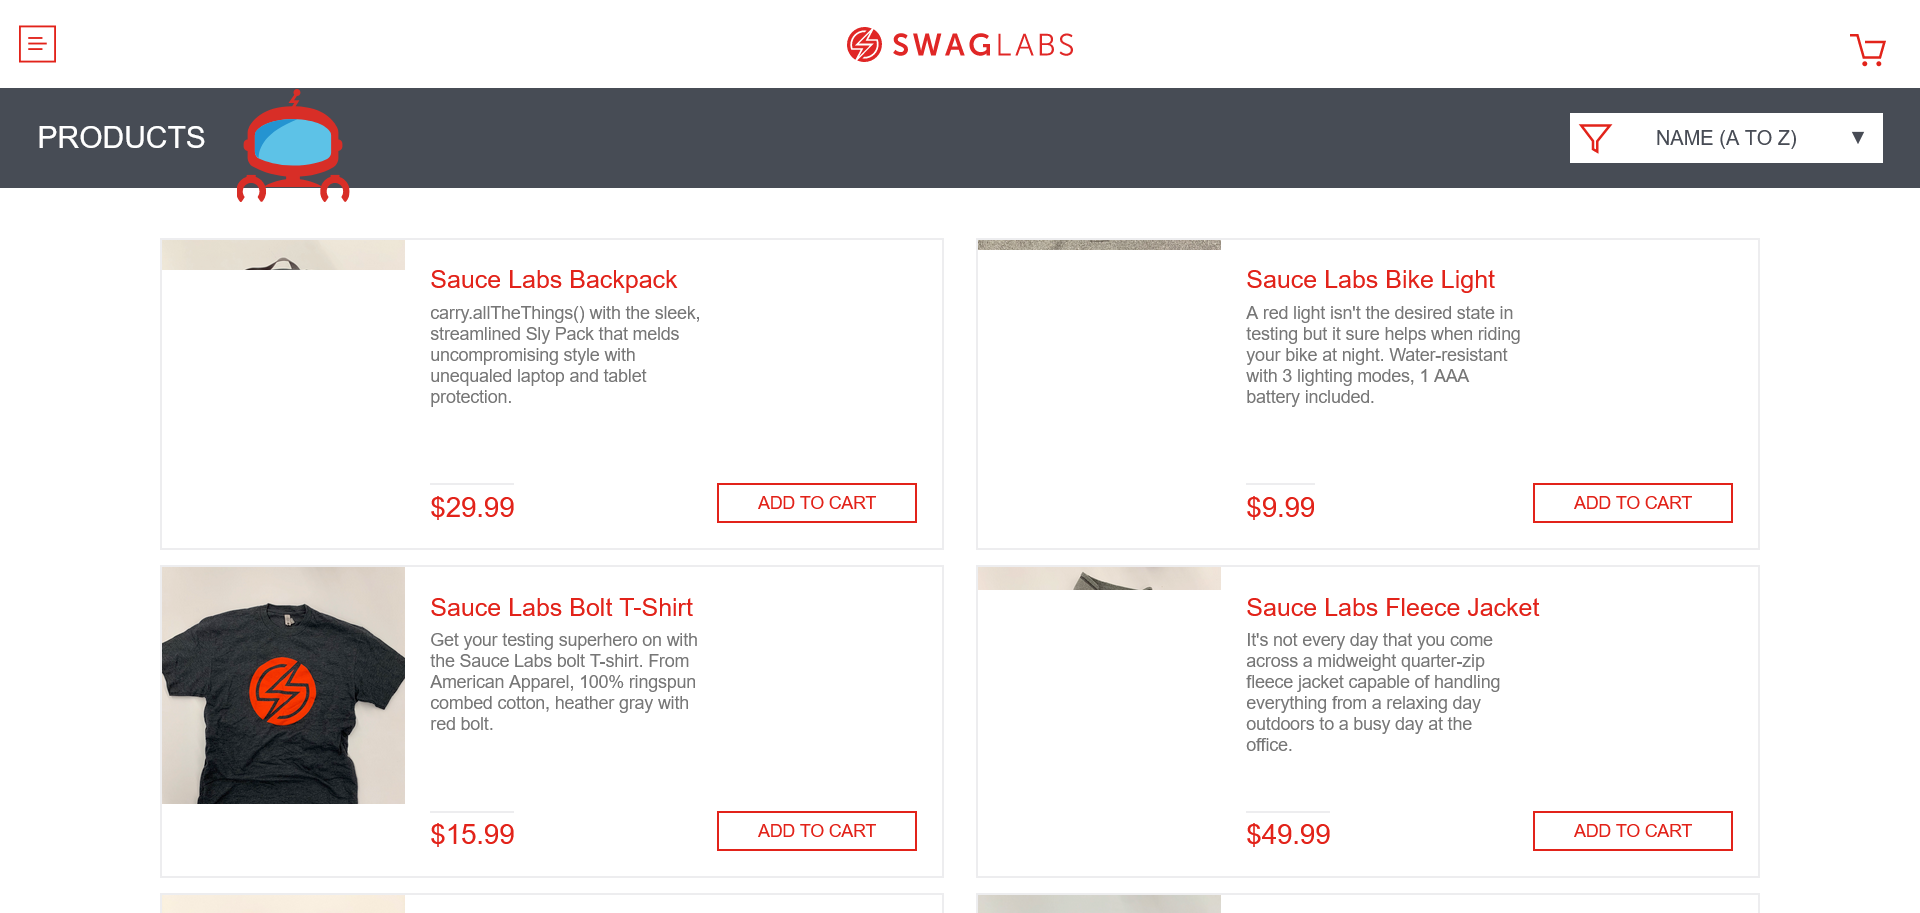 SWAGLABS
PRODUCTS
NAME (A TO Z)
Sauce Labs Backpack
carry.allTheThings() with the sleek,
streamlined Sly Pack that melds
uncompromising style with
unequaled laptop and tablet
protection.
$29.99
ADD TO CART
Sauce Labs Bike Light
A red light isn't the desired state in
testing but it sure helps when riding
your bike at night. Water-resistant
with 3 lighting modes, 1 AAA
battery included.
$9.99
ADD TO CART
Sauce Labs Bolt T-Shirt
Get your testing superhero on with
the Sauce Labs bolt T-shirt. From
American Apparel, 100% ringspun
combed cotton, heather gray with
red bolt.
$15.99
ADD TO CART
Sauce Labs Fleece Jacket
It's not every day that you come
across a midweight quarter-zip
fleece jacket capable of handling
everything from a relaxing day
outdoors to a busy day at the
office.
$49.99
ADD TO CART